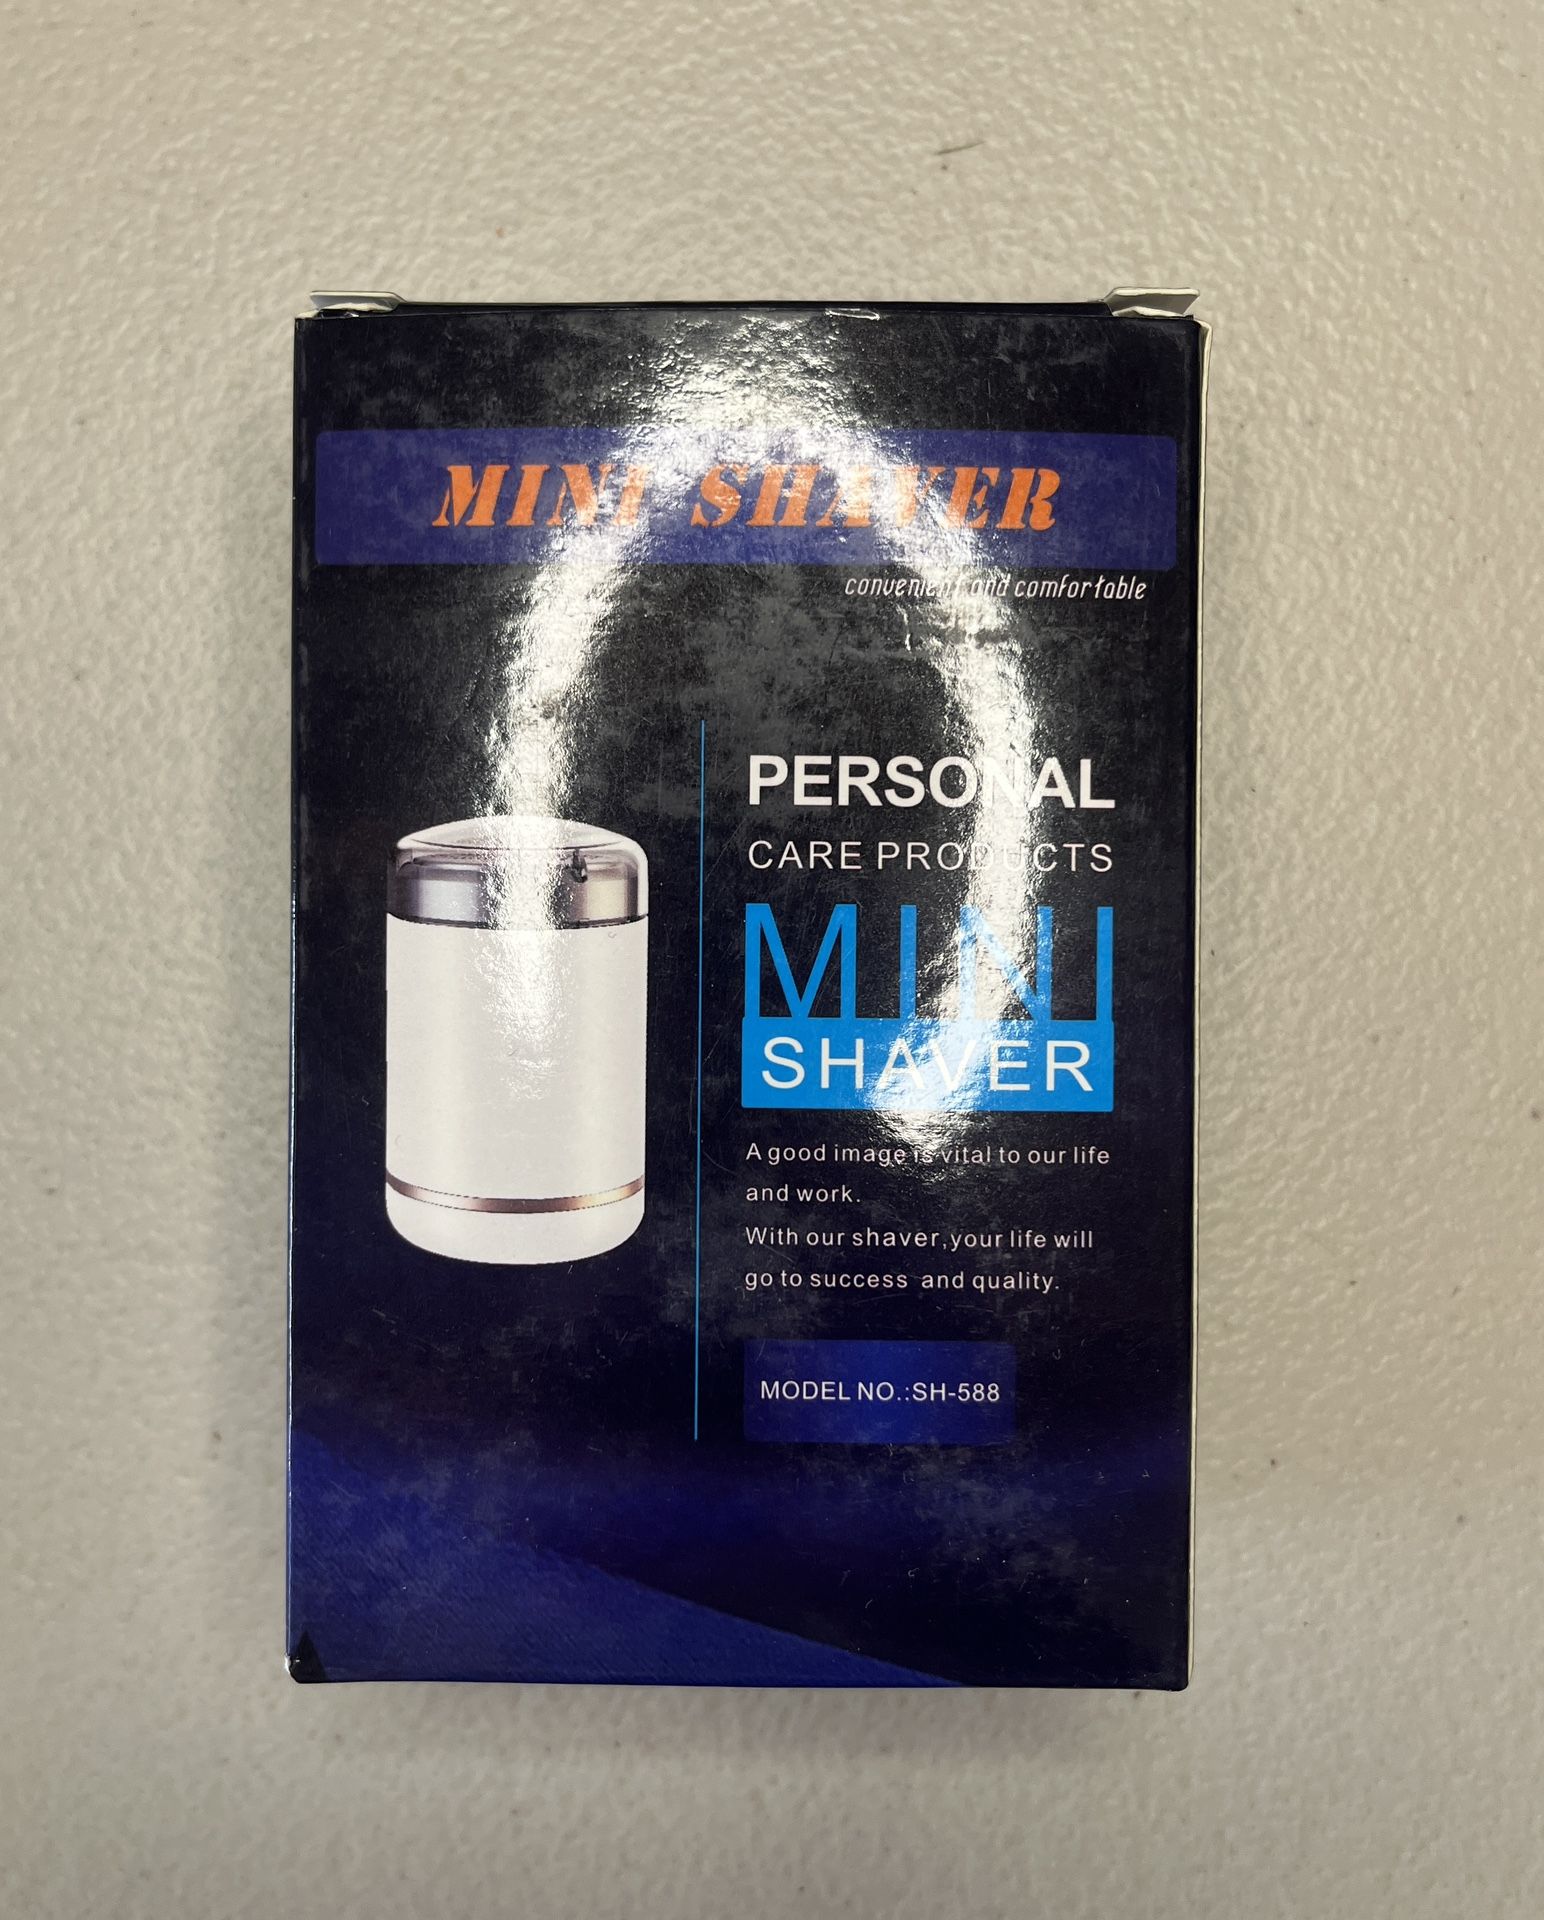 MINI SHAVER
convenient and comfortable
PERSONAL
CARE PRODUCTS
MINI
SHAVER
A good image is vital to our life
and work.
With our shaver,your life will
go to success and quality.
MODEL NO.:SH-588